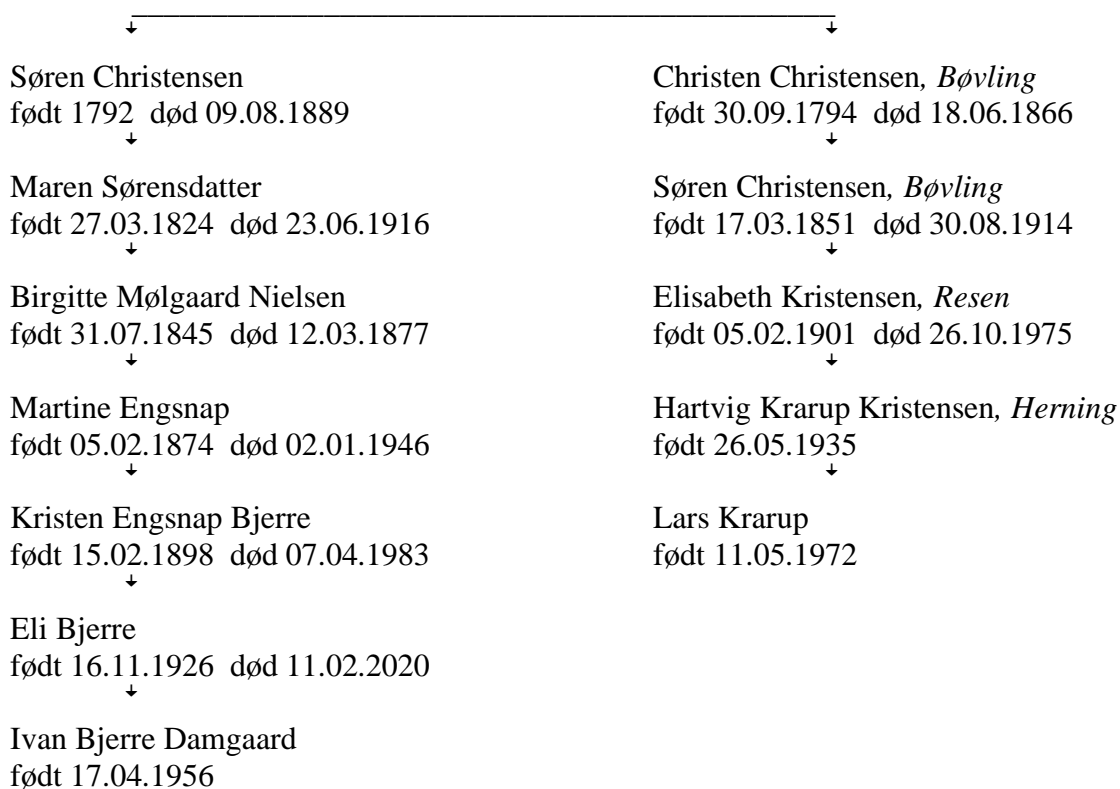 Søren Christensen
født 1792 død 09.08.1889
Maren Sørensdatter
født 27.03.1824 død 23.06.1916
Birgitte Mølgaard Nielsen
født 31.07.1845 død 12.03.1877
Martine Engsnap
født 05.02.1874 død 02.01.1946
Kristen Engsnap Bjerre
født 15.02.1898 død 07.04.1983
Eli Bjerre
født 16.11.1926 død 11.02.2020
Ivan Bjerre Damgaard
født 17.04.1956
Christen Christensen, Bøvling
født 30.09.1794 død 18.06.1866
Søren Christensen, Bøvling
født 17.03.1851 død 30.08.1914
Elisabeth Kristensen, Resen
født 05.02.1901 død 26.10.1975
Hartvig Krarup Kristensen, Herning
født 26.05.1935
Lars Krarup
født 11.05.1972